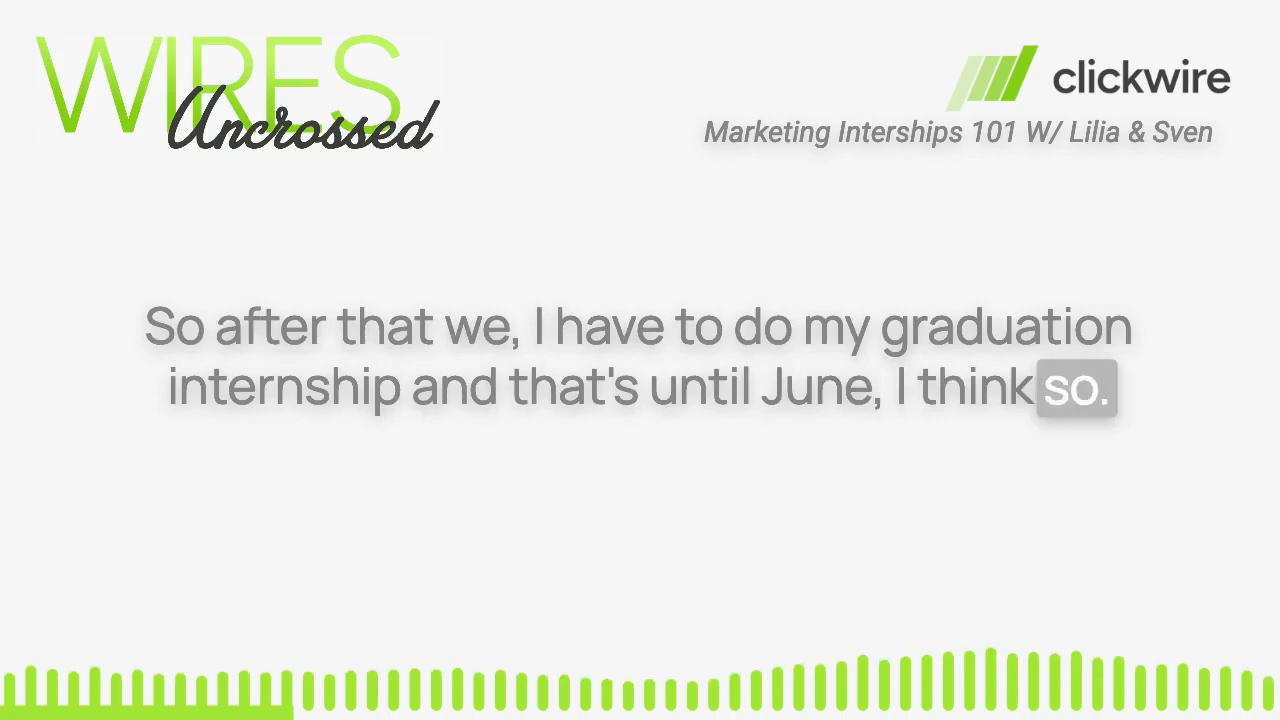 WIRES
Uncrossed
clickwire
Marketing Interships 101 W/ Lilia & Sven
So after that we, I have to do my graduation
internship and that's until June, I think so.